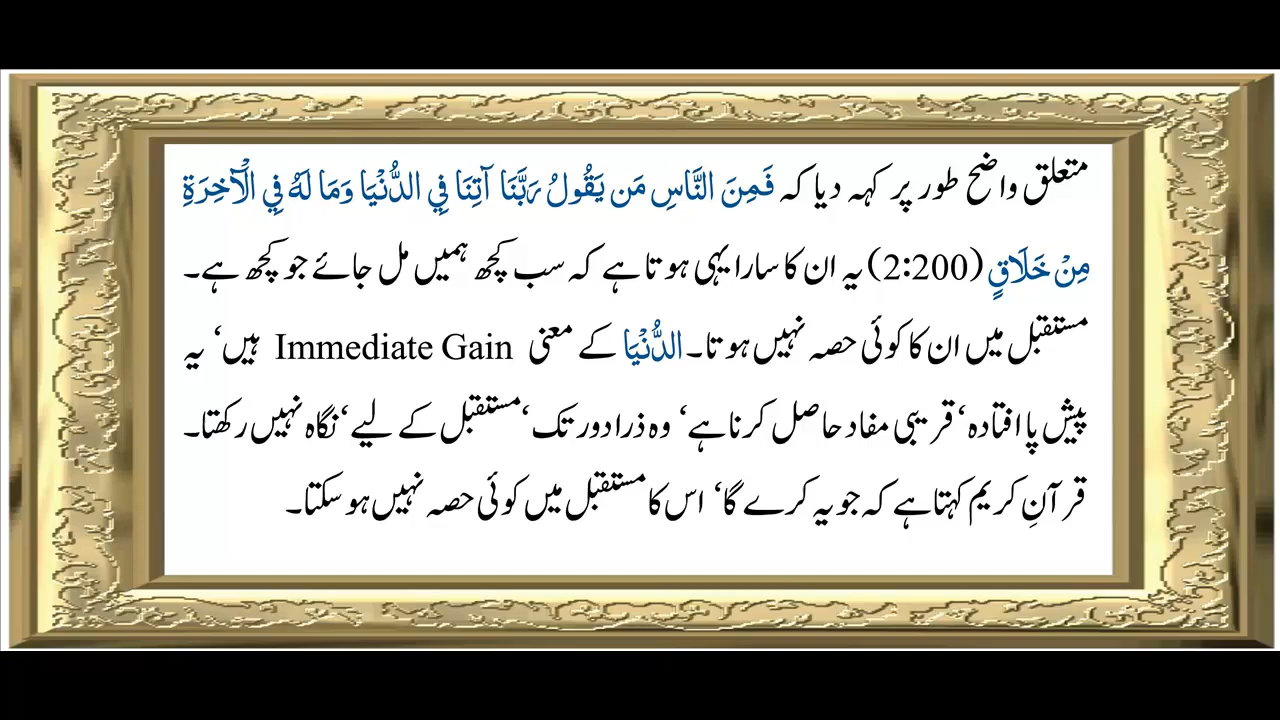 متعلق واضح طور پر کہہ دیا کہ فَمِنَ النَّاسِ مَن يَقُولُ رَبَّنَا آتِنَا فِي الدُّنْيَا وَمَا لَهُ فِي الْآخِرَةِ
مِنْ خَلَاقٍ (2:200) یہ ان کا سارا یہی ہوتا ہے کہ سب کچھ ہمیں مل جائے جو کچھ ہے۔
مستقبل میں ان کا کوئی حصہ نہیں ہوتا۔ الدُّنْيَا کے معنی Immediate Gain ہیں‘ یہ
پیش پا افتادہ‘ قریبی مفاد حاصل کرنا ہے‘ وہ ذرا دور تک‘ مستقبل کے لیے‘ نگاہ نہیں رکھتا۔
قرآنِ کریم کہتا ہے کہ جو یہ کرے گا‘ اس کا مستقبل میں کوئی حصہ نہیں ہو سکتا۔